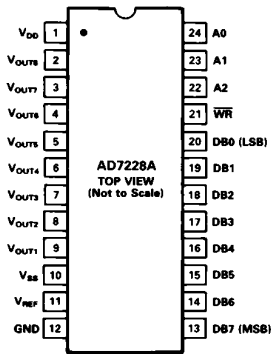 VDD 1 24 A0
VOUT8 2 23 A1
VOUT7 3 22 A2
VOUT6 4 21 WR
VOUT5 5 20 DB0 (LSB)
VOUT4 6 19 DB1
AD7228A
TOP VIEW
(Not to Scale)
VOUT3 7 18 DB2
VOUT2 8 17 DB3
VOUT1 9 16 DB4
VSS 10 15 DB5
VREF 11 14 DB6
GND 12 13 DB7 (MSB)